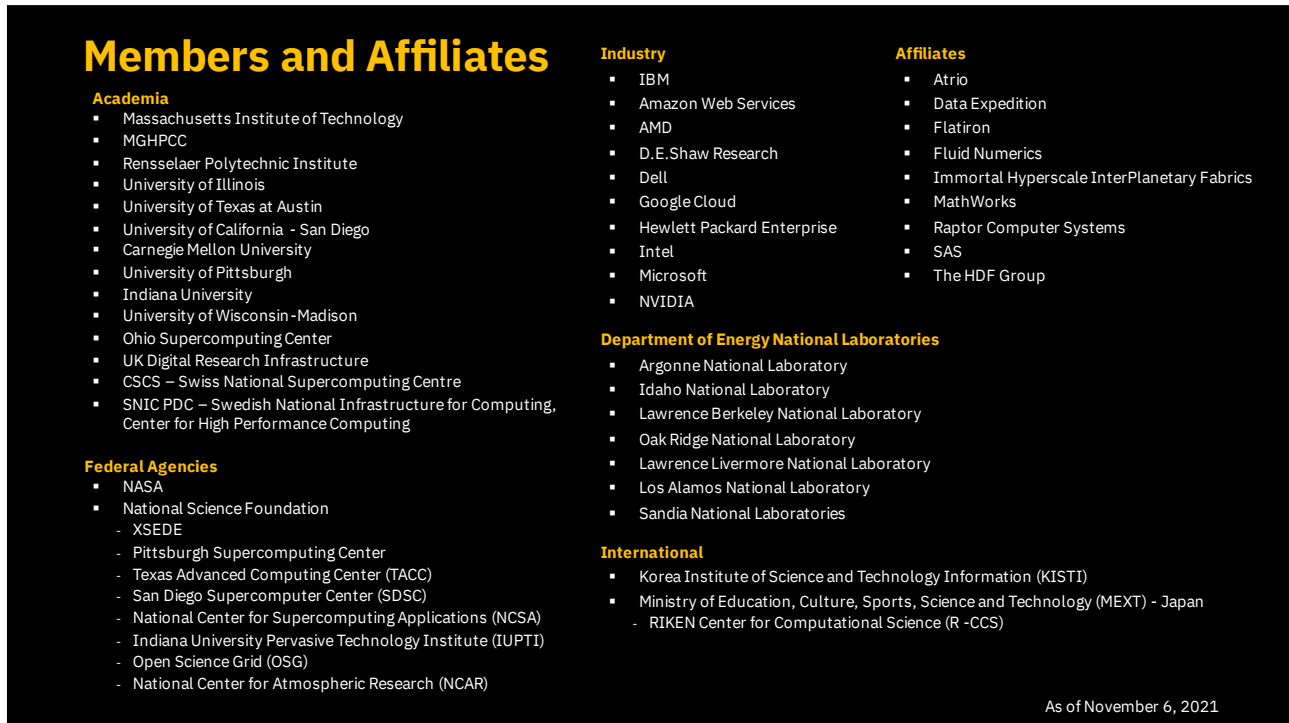 Members and Affiliates
Academia
▪ Massachusetts Institute of Technology
▪ MGHPCC
▪ Rensselaer Polytechnic Institute
▪ University of Illinois
▪ University of Texas at Austin
▪ University of California - San Diego
▪ Carnegie Mellon University
▪ University of Pittsburgh
▪ Indiana University
▪ University of Wisconsin-Madison
▪ Ohio Supercomputing Center
▪ UK Digital Research Infrastructure
▪ CSCS – Swiss National Supercomputing Centre
▪ SNIC PDC – Swedish National Infrastructure for Computing,
Center for High Performance Computing
Federal Agencies
▪ NASA
▪ National Science Foundation
- XSEDE
- Pittsburgh Supercomputing Center
- Texas Advanced Computing Center (TACC)
- San Diego Supercomputer Center (SDSC)
- National Center for Supercomputing Applications (NCSA)
- Indiana University Pervasive Technology Institute (IUPTI)
- Open Science Grid (OSG)
- National Center for Atmospheric Research (NCAR)
Industry
▪ IBM
▪ Amazon Web Services
▪ AMD
▪ D.E.Shaw Research
▪ Dell
▪ Google Cloud
▪ Hewlett Packard Enterprise
▪ Intel
▪ Microsoft
▪ NVIDIA
Affiliates
▪ Atrio
▪ Data Expedition
▪ Flatiron
▪ Fluid Numerics
▪ Immortal Hyperscale InterPlanetary Fabrics
▪ MathWorks
▪ Raptor Computer Systems
▪ SAS
▪ The HDF Group
Department of Energy National Laboratories
▪ Argonne National Laboratory
▪ Idaho National Laboratory
▪ Lawrence Berkeley National Laboratory
▪ Oak Ridge National Laboratory
▪ Lawrence Livermore National Laboratory
▪ Los Alamos National Laboratory
▪ Sandia National Laboratories
International
▪ Korea Institute of Science and Technology Information (KISTI)
▪ Ministry of Education, Culture, Sports, Science and Technology (MEXT) - Japan
- RIKEN Center for Computational Science (R -CCS)
As of November 6, 2021